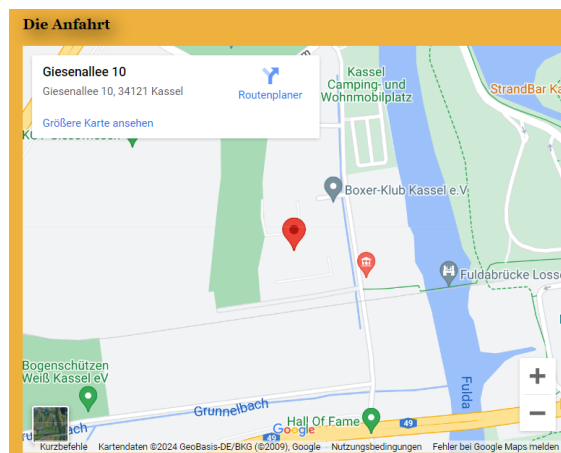 Die Anfahrt
Giesenallee 10
Giesenallee 10, 34121 Kassel
Routenplaner
Größere Karte ansehen
Kassel
Camping- und
Wohnmobilplatz
StrandBar Ka
Boxer-Klub Kassel e.V
Fuldabrücke Losse
Bogenschützen
Weiß Kassel eV
Grunnelbach
Fulda
Hall Of Fame
49
49
Google
ach
Kurzbefehle
Kartendaten ©2024 GeoBasis-DE/BKG (©2009), Google
Nutzungsbedingungen
Fehler bei Google Maps melden